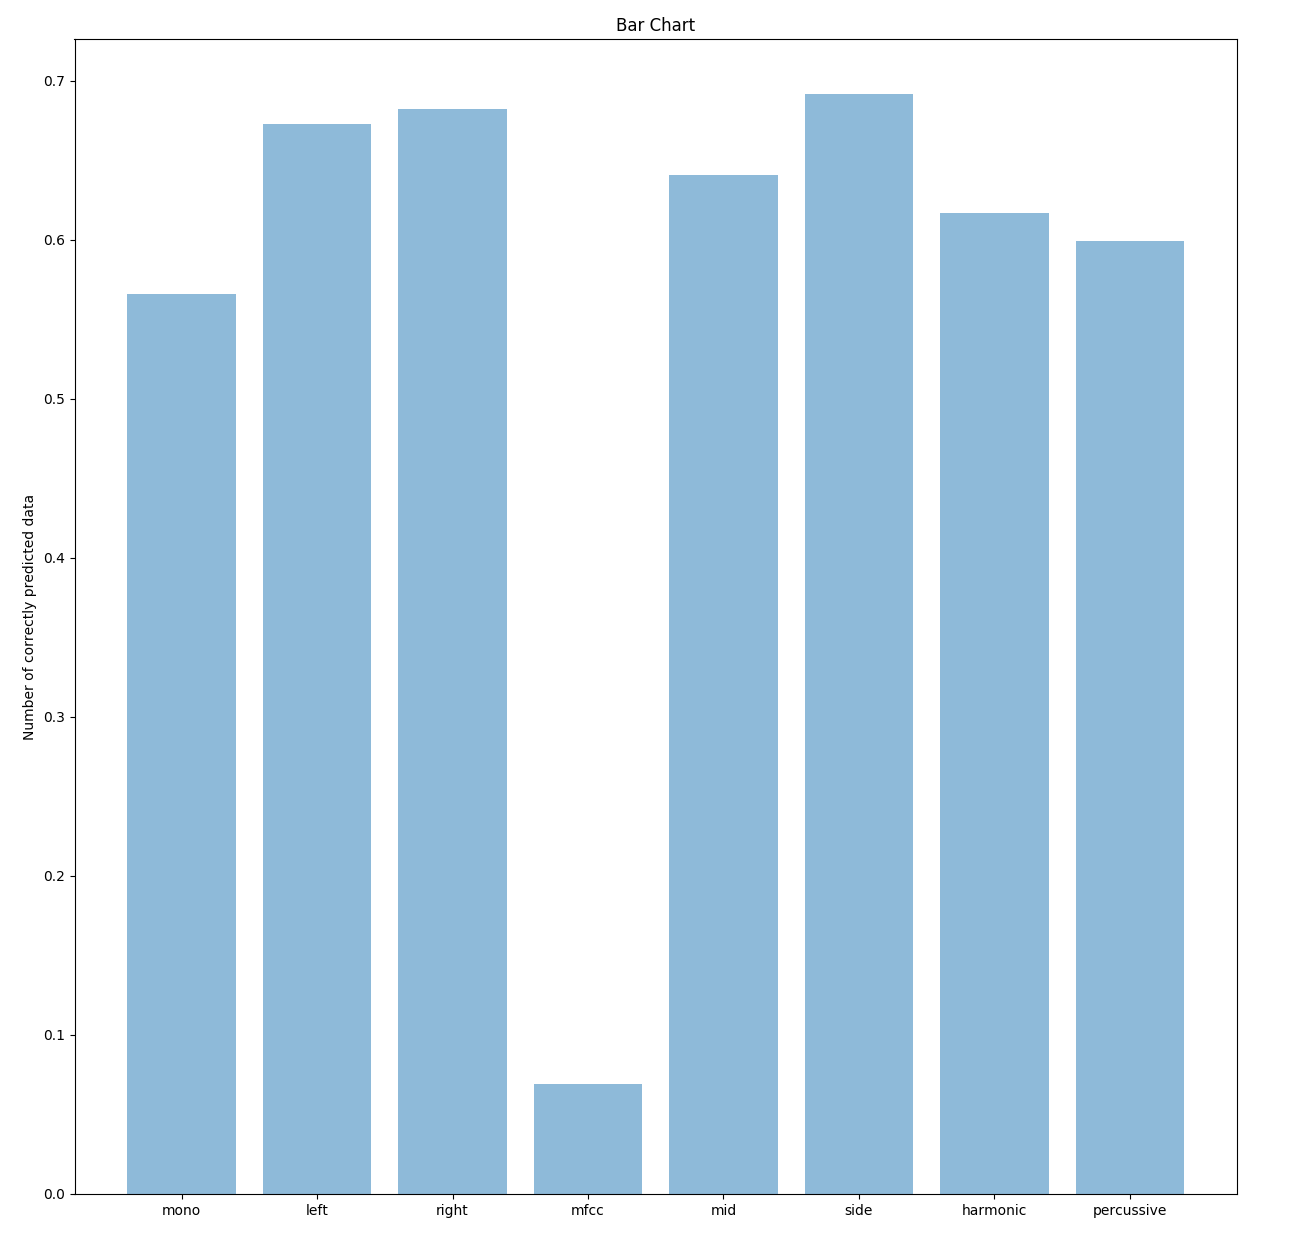 Bar Chart
Number of correctly predicted data
0.7
0.6
0.5
0.4
0.3
0.2
0.1
0.0
mono left right mfcc mid side harmonic percussive